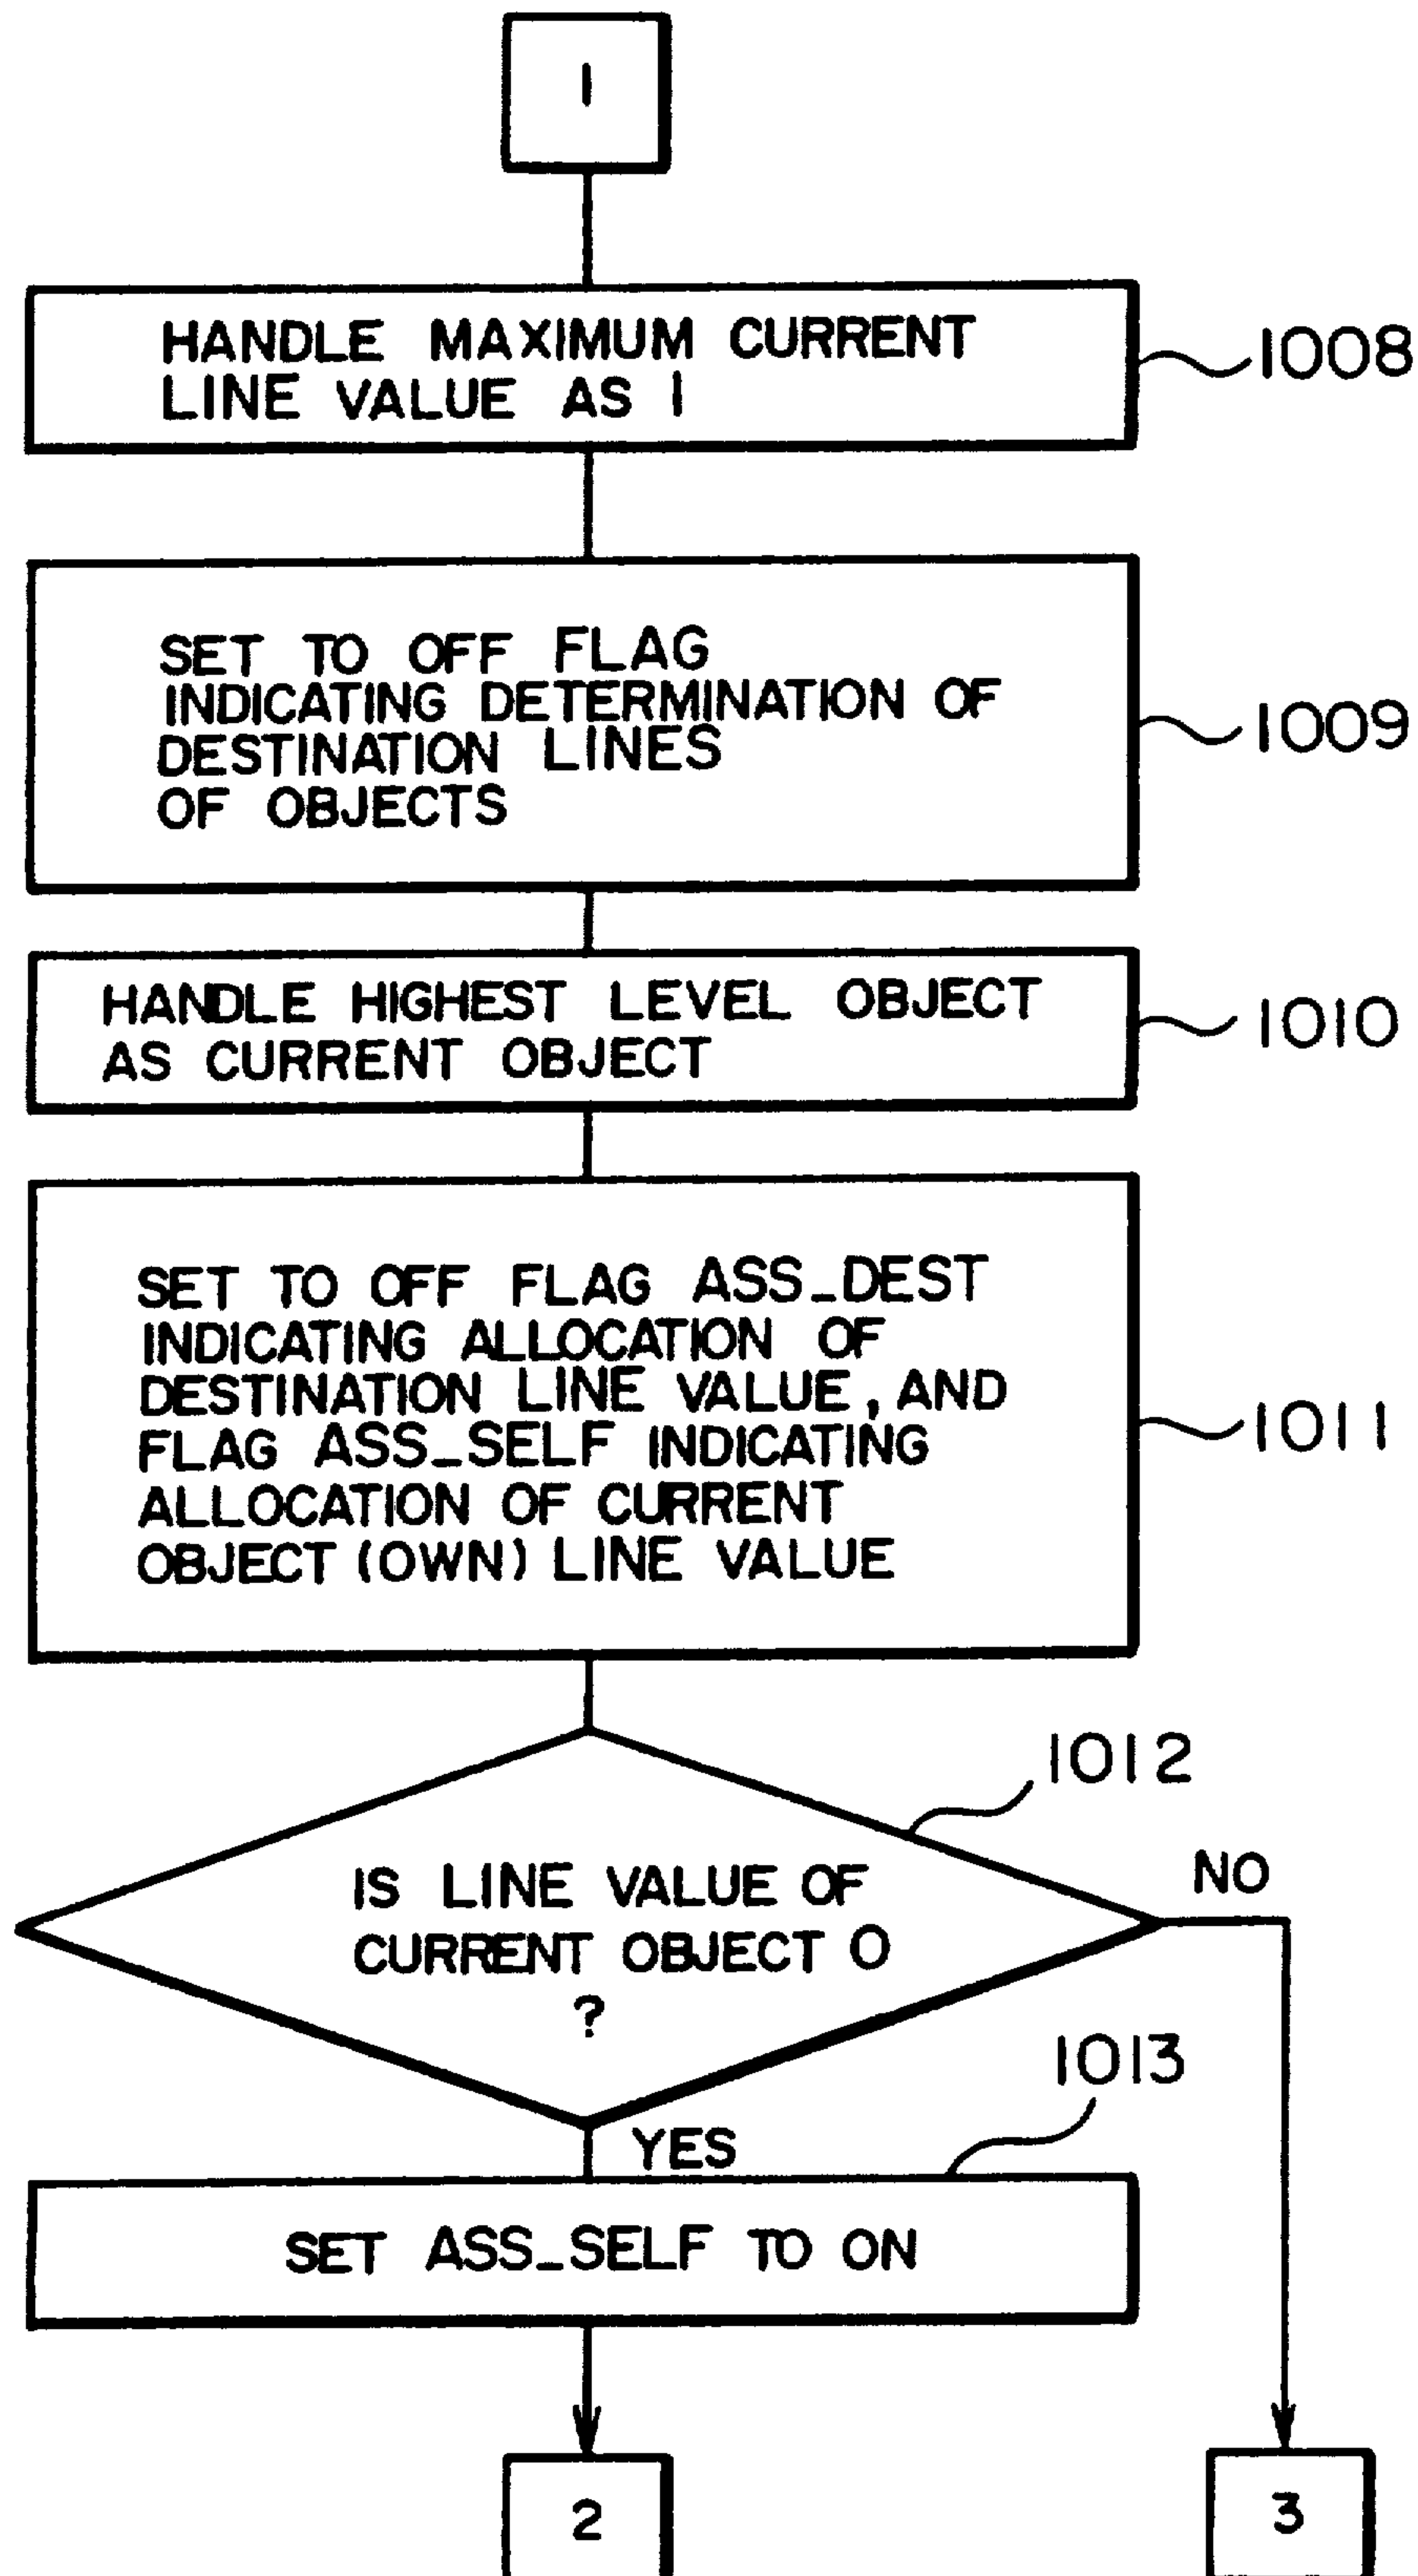 1
HANDLE MAXIMUM CURRENT
LINE VALUE AS 1
1008
SET TO OFF FLAG
INDICATING DETERMINATION OF
DESTINATION LINES
OF OBJECTS
1009
HANDLE HIGHEST LEVEL OBJECT
AS CURRENT OBJECT
1010
SET TO OFF FLAG ASS_DEST
INDICATING ALLOCATION OF
DESTINATION LINE VALUE, AND
FLAG ASS_SELF INDICATING
ALLOCATION OF CURRENT
OBJECT (OWN) LINE VALUE
1011
1012
IS LINE VALUE OF
CURRENT OBJECT 0
?
NO
YES
1013
SET ASS_SELF TO ON
2
3